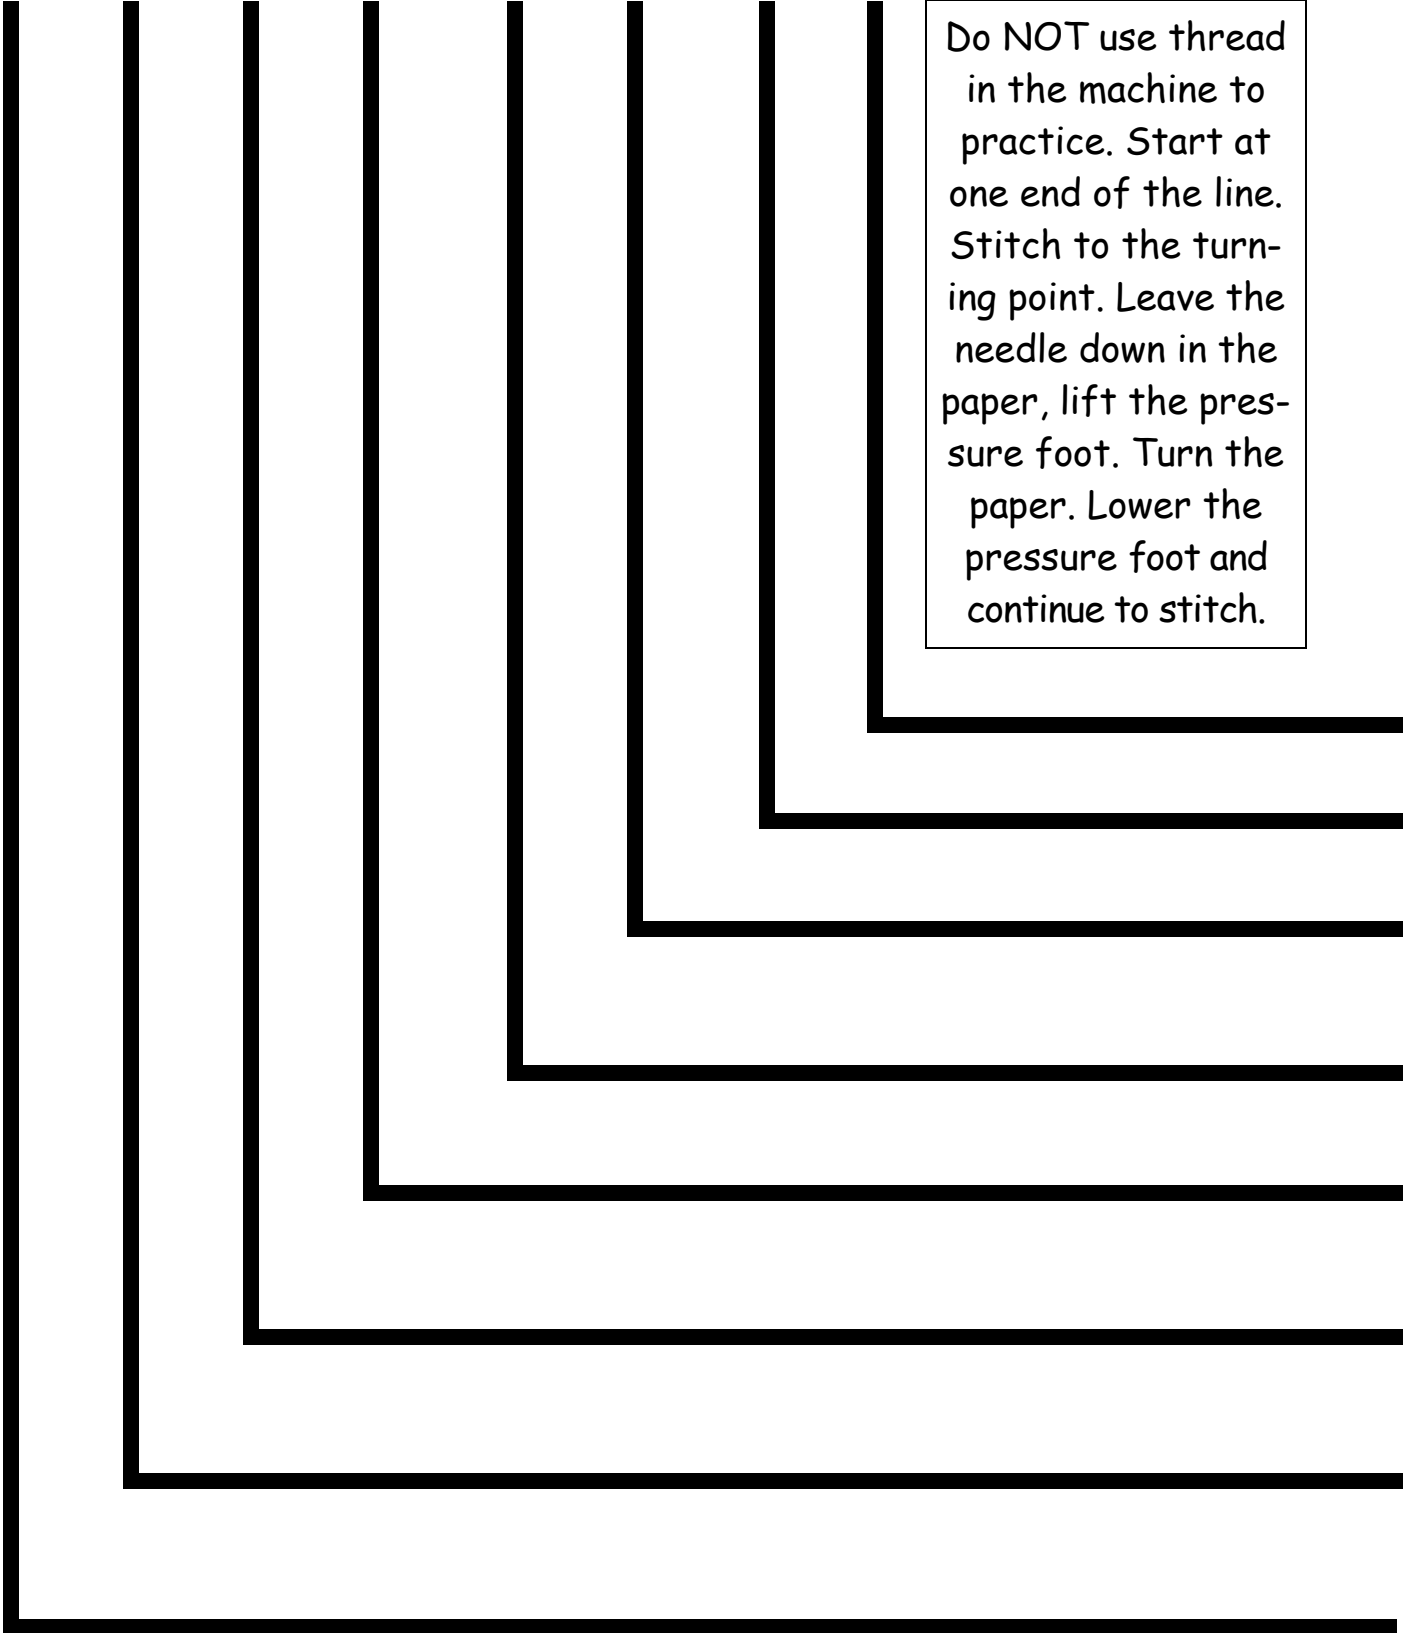 Do NOT use thread
in the machine to
practice. Start at
one end of the line.
Stitch to the turn-
ing point. Leave the
needle down in the
paper, lift the pres-
sure foot. Turn the
paper. Lower the
pressure foot and
continue to stitch.